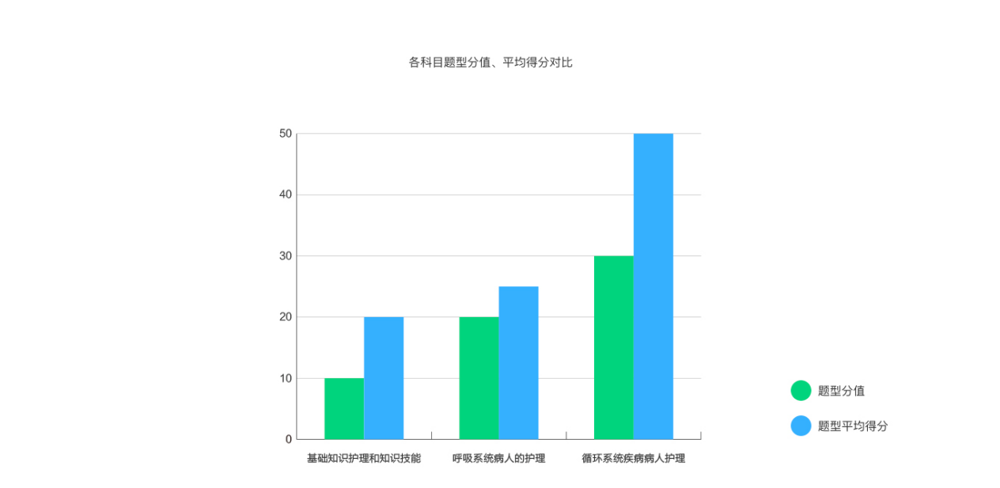 各科目题型分值、平均得分对比
50
40
30
20
10
0
基础知识护理和知识技能
呼吸系统病人的护理
循环系统疾病病人护理
题型分值
题型平均得分